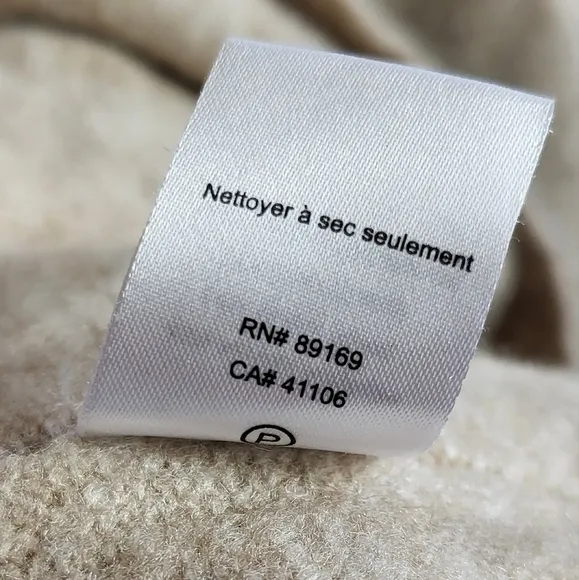 Nettoyer à sec seulement
RN# 89169
CA# 41106
P